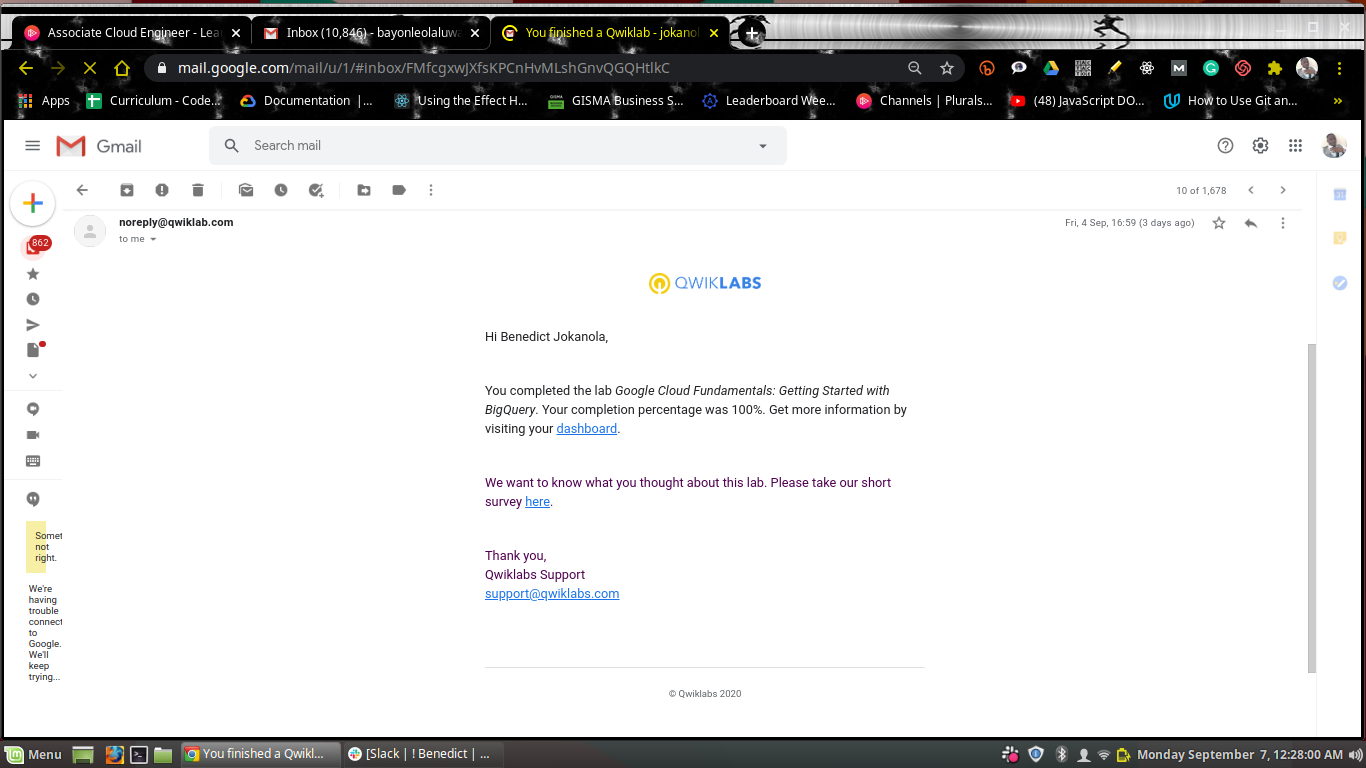 Associate Cloud Engineer - Lea
Inbox (10,846) - bayonleolaluwa
You finished a Qwiklab - jokanol
mail.google.com/mail/u/1/#inbox/FMfcgxwJXfsKPCnHvMLshGnvQGQHtlkC
Apps
Curriculum - Code...
Documentation |...
Using the Effect H...
GISMA Business S...
Leaderboard Wee...
Channels | Plurals...
(48) JavaScript DO...
How to Use Git an...
Gmail
Search mail
10 of 1,678
noreply@qwiklab.com
Fri, 4 Sep, 16:59 (3 days ago)
to me
862
QWIKLABS
Hi Benedict Jokanola,
You completed the lab Google Cloud Fundamentals: Getting Started with
BigQuery. Your completion percentage was 100%. Get more information by
visiting your dashboard.
We want to know what you thought about this lab. Please take our short
survey here.
Thank you,
Qwiklabs Support
support@qwiklabs.com
© Qwiklabs 2020
Somet
not
right.
We're
having
trouble
connect
to
Google.
We'll
keep
trying...
Menu
You finished a Qwikl...
[Slack | ! Benedict | ...
Monday September 7, 12:28:00 AM